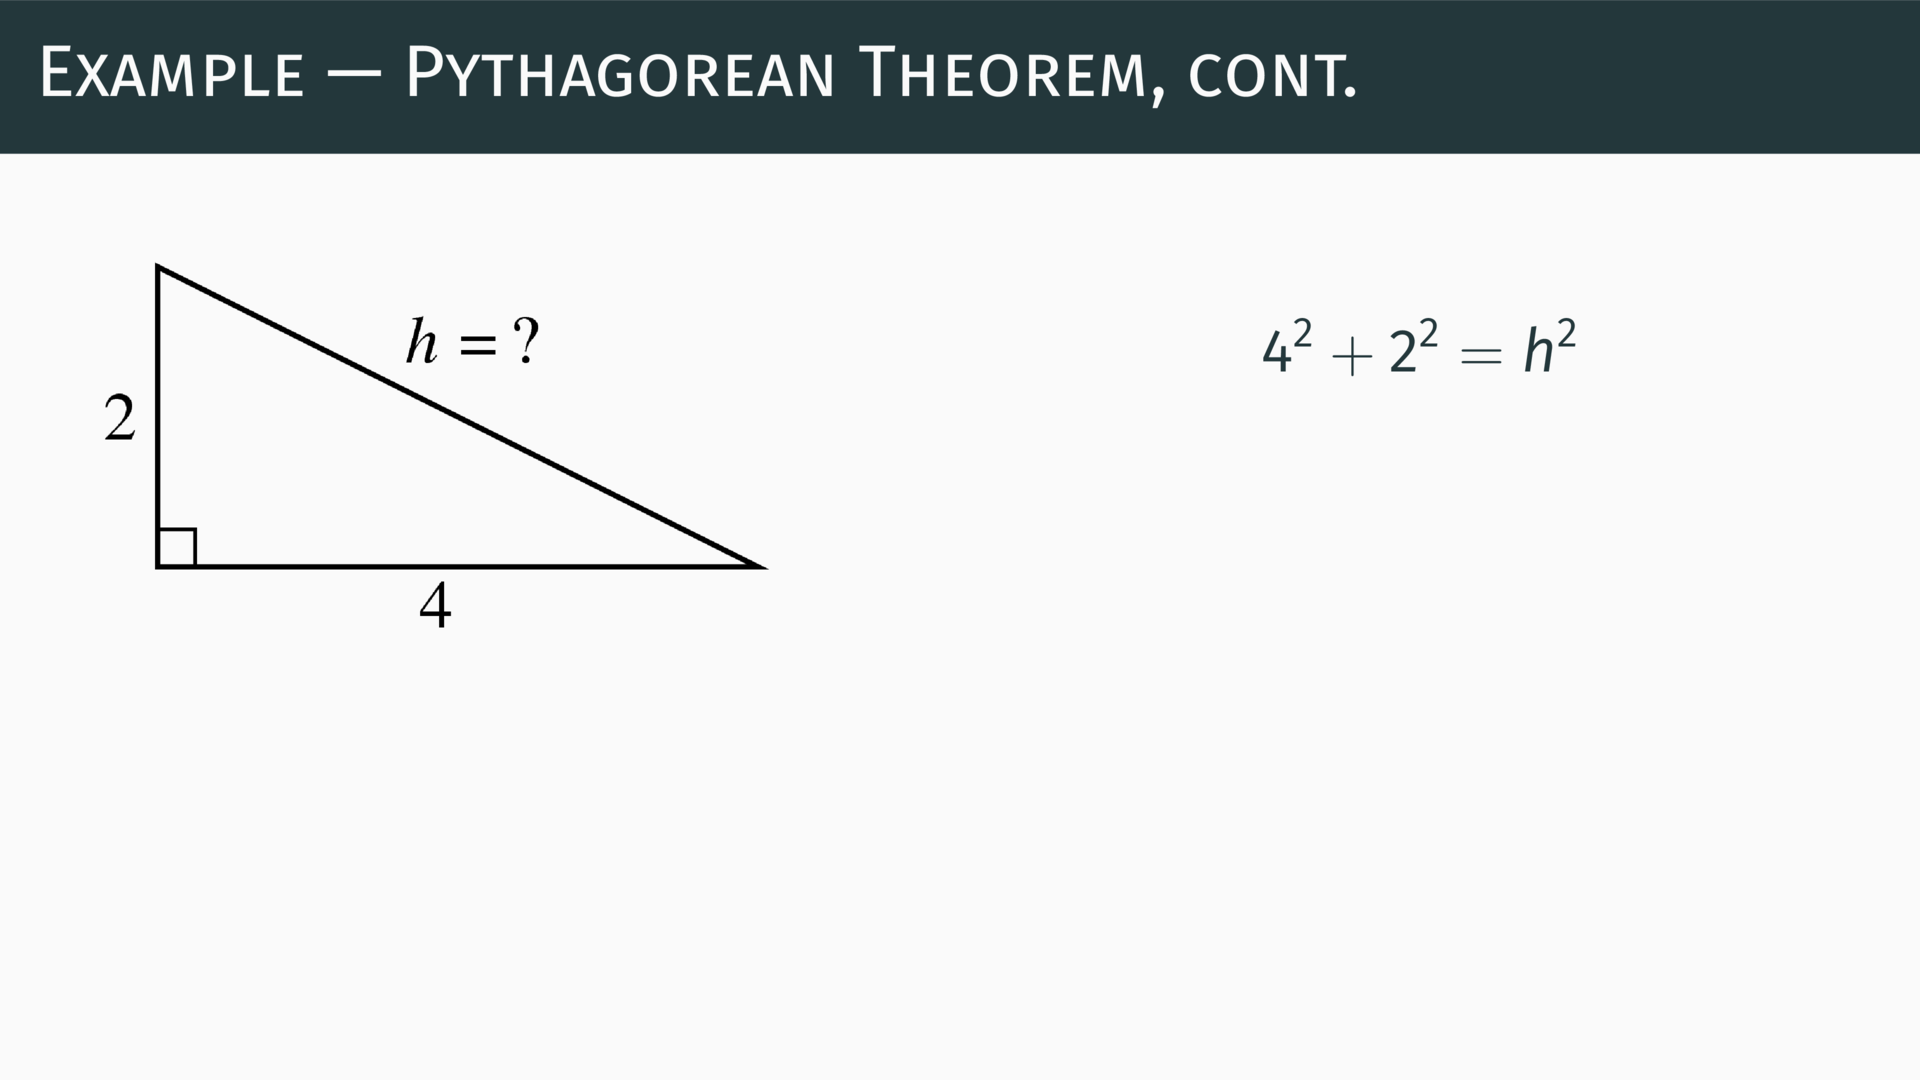 Example — Pythagorean Theorem, cont.
h = ?
2
4
4² + 2² = h²